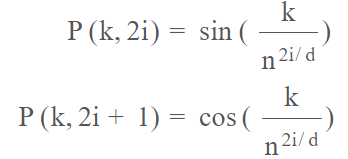 P (k, 2i) = sin ( k / n^2i/ d )
P (k, 2i + 1) = cos ( k / n^2i/ d )